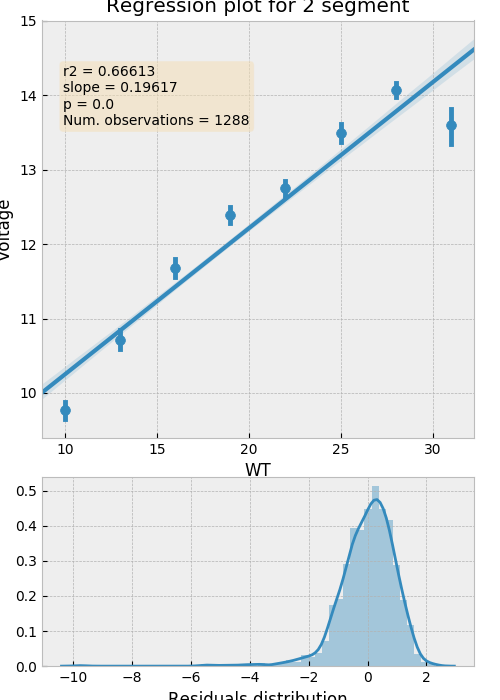 Regression plot for 2 segment
15
14
13
12
11
10
voltage
r2 = 0.66613
slope = 0.19617
p = 0.0
Num. observations = 1288
10 15 20 25 30
WT
0.5
0.4
0.3
0.2
0.1
0.0
−10 −8 −6 −4 −2 0 2
Residuals distribution